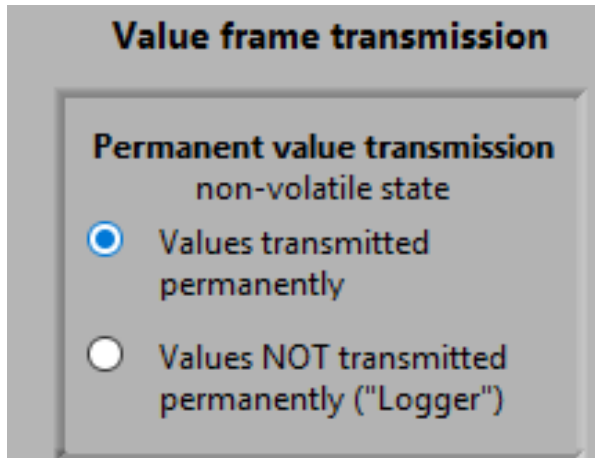 Value frame transmission
Permanent value transmission
non-volatile state
Values transmitted
permanently
Values NOT transmitted
permanently ("Logger")